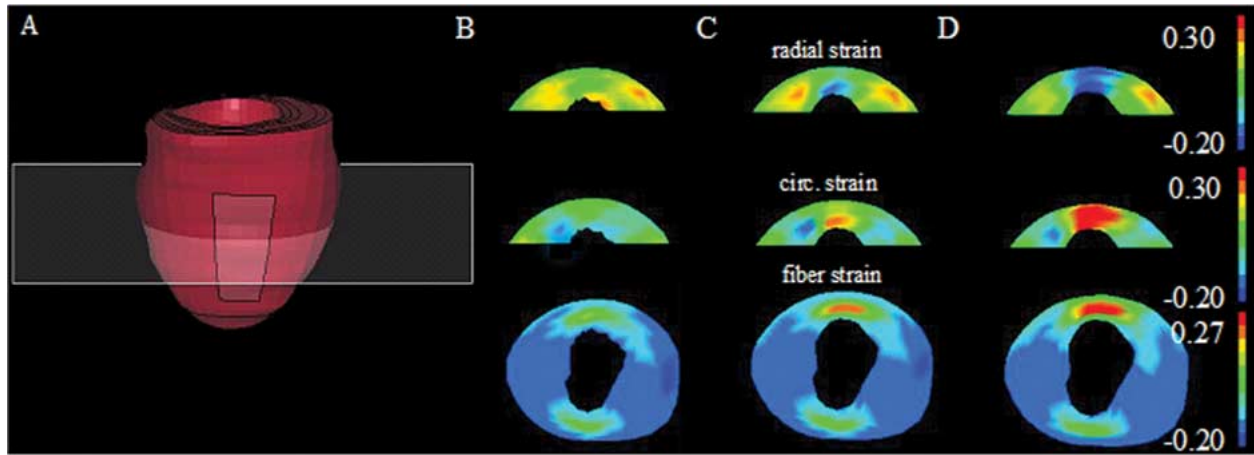 A
B
C
D
radial strain
0.30
-0.20
circ. strain
0.30
-0.20
fiber strain
0.27
-0.20